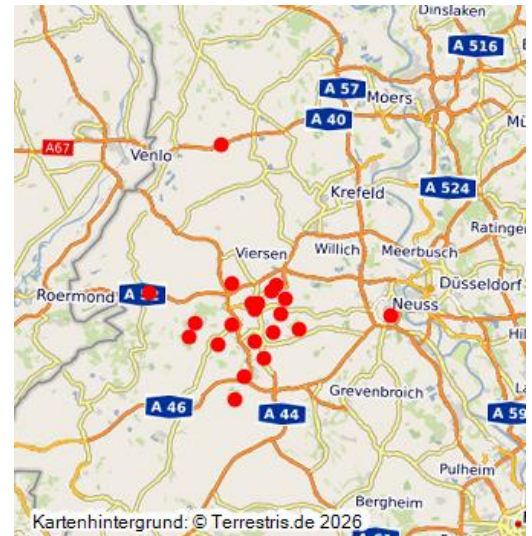 Dinslaken
A 516
A 57
Moers
A 40
A67
Venlo
Krefeld
A 524
Ratingen
Viersen
Willich
Meerbusch
Düsseldorf
Roermond
Neuss
Grevenbroich
A 46
A 44
A 59
Pulheim
Bergheim
Kartenhintergrund: © Terrestris.de 2026